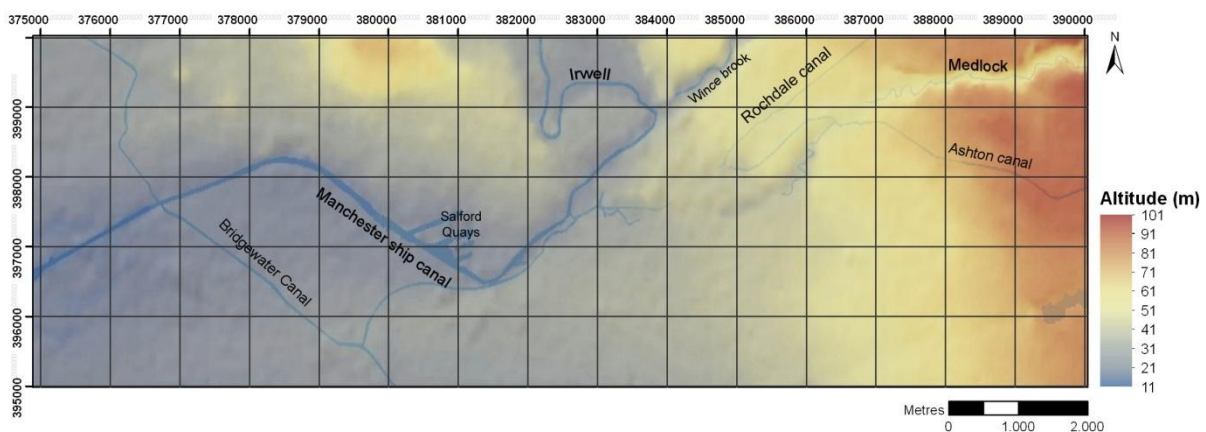 375000 376000 377000 378000 379000 380000 381000 382000 383000 384000 385000 386000 387000 388000 389000 390000
N
Irwell
Wince brook
Rochdale canal
Medlock
399000
Ashton canal
398000
Manchester ship canal
Salford
Quays
Bridgewater Canal
397000
396000
395000
Altitude (m)
101
91
81
71
61
51
41
31
21
11
Metres
0 1.000 2.000